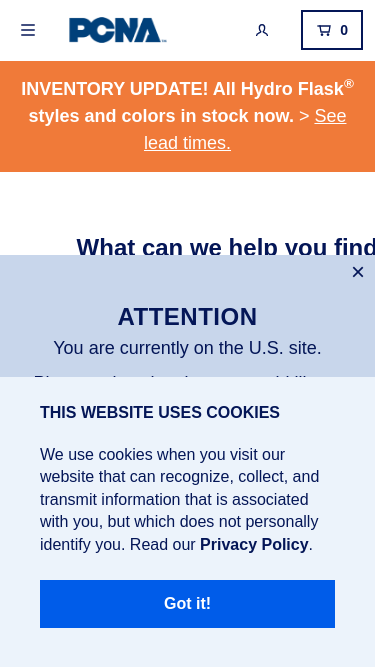 PCNA
0
INVENTORY UPDATE! All Hydro Flask®
styles and colors in stock now. > See
lead times.
What can we help you find
ATTENTION
You are currently on the U.S. site.
THIS WEBSITE USES COOKIES
We use cookies when you visit our
website that can recognize, collect, and
transmit information that is associated
with you, but which does not personally
identify you. Read our Privacy Policy.
Got it!